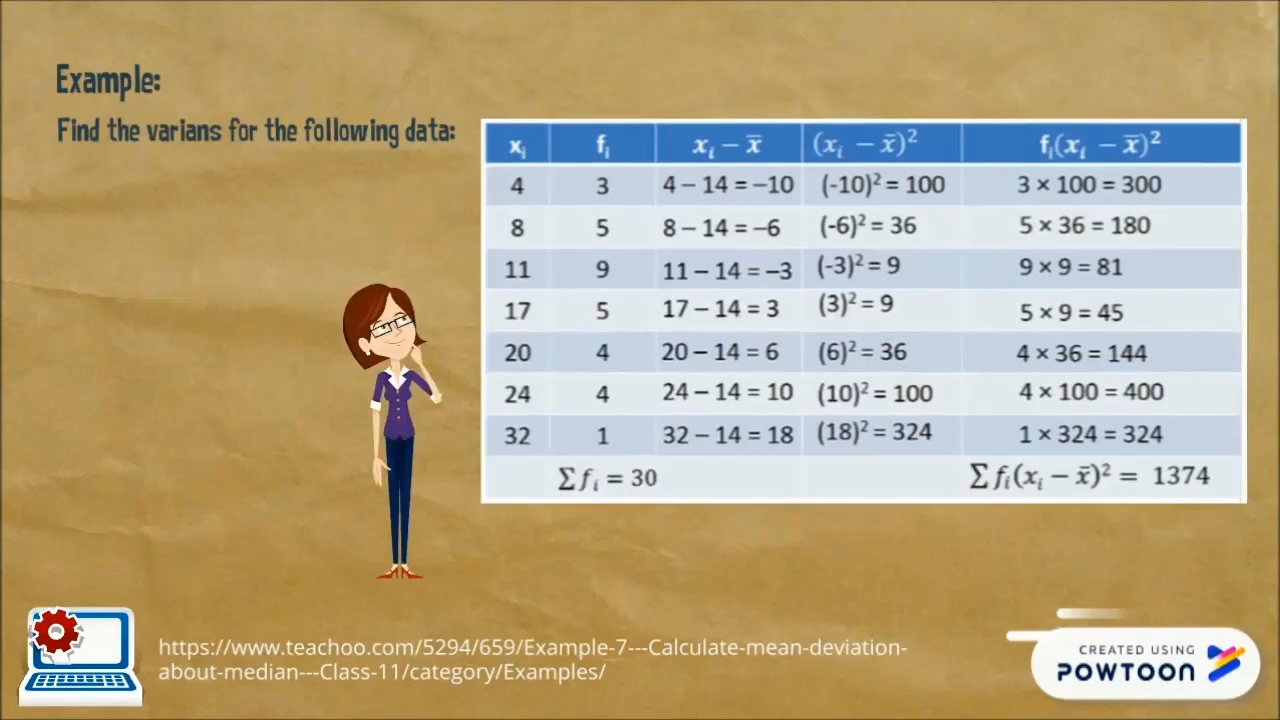 Example:
Find the varians for the following data:
xᵢ fᵢ xᵢ − x̄ (xᵢ − x̄)² fᵢ(xᵢ − x̄)²
4 3 4 – 14 = –10 (-10)² = 100 3 × 100 = 300
8 5 8 – 14 = –6 (-6)² = 36 5 × 36 = 180
11 9 11 – 14 = –3 (-3)² = 9 9 × 9 = 81
17 5 17 – 14 = 3 (3)² = 9 5 × 9 = 45
20 4 20 – 14 = 6 (6)² = 36 4 × 36 = 144
24 4 24 – 14 = 10 (10)² = 100 4 × 100 = 400
32 1 32 – 14 = 18 (18)² = 324 1 × 324 = 324
∑fᵢ = 30 ∑fᵢ(xᵢ − x̄)² = 1374
https://www.teachoo.com/5294/659/Example-7---Calculate-mean-deviation-
about-median---Class-11/category/Examples/
CREATED USING
POWTOON